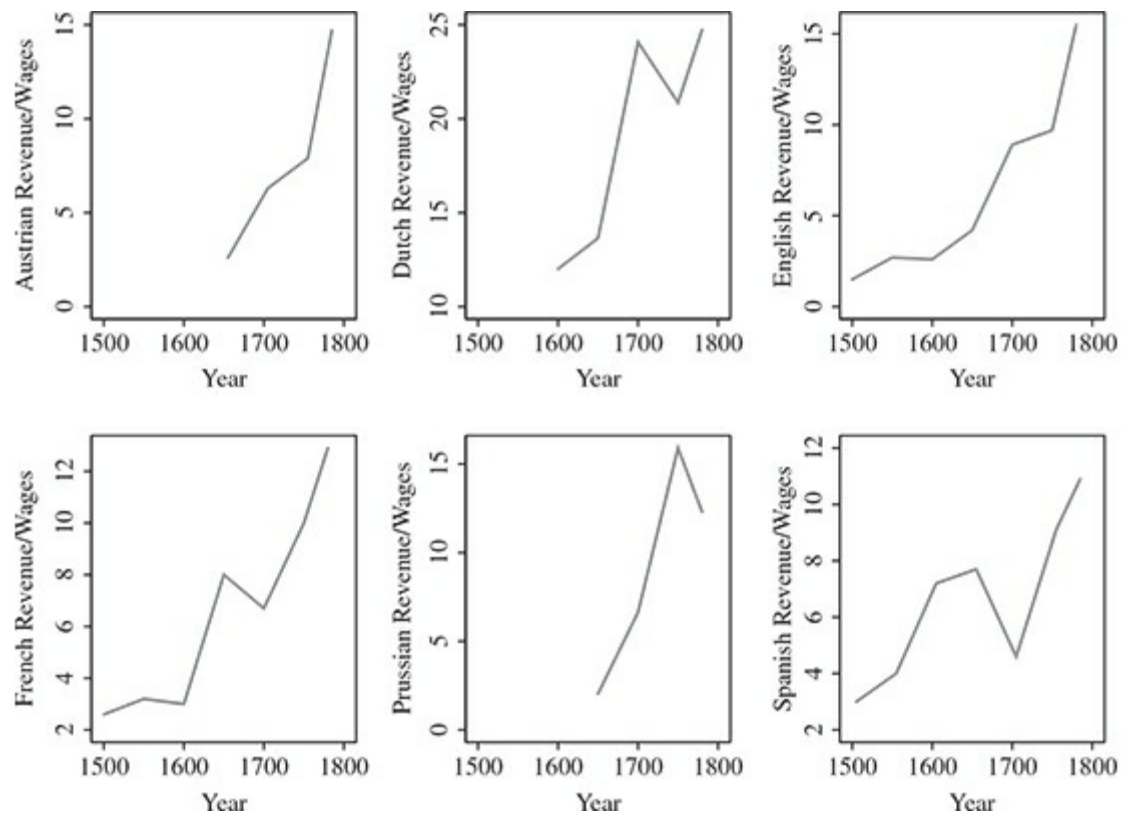 Austrian Revenue/Wages
15
10
5
0
1500 1600 1700 1800
Year
Dutch Revenue/Wages
25
20
15
10
1500 1600 1700 1800
Year
English Revenue/Wages
15
10
5
0
1500 1600 1700 1800
Year
French Revenue/Wages
12
10
8
6
4
2
1500 1600 1700 1800
Year
Prussian Revenue/Wages
15
10
5
0
1500 1600 1700 1800
Year
Spanish Revenue/Wages
12
10
8
6
4
2
1500 1600 1700 1800
Year